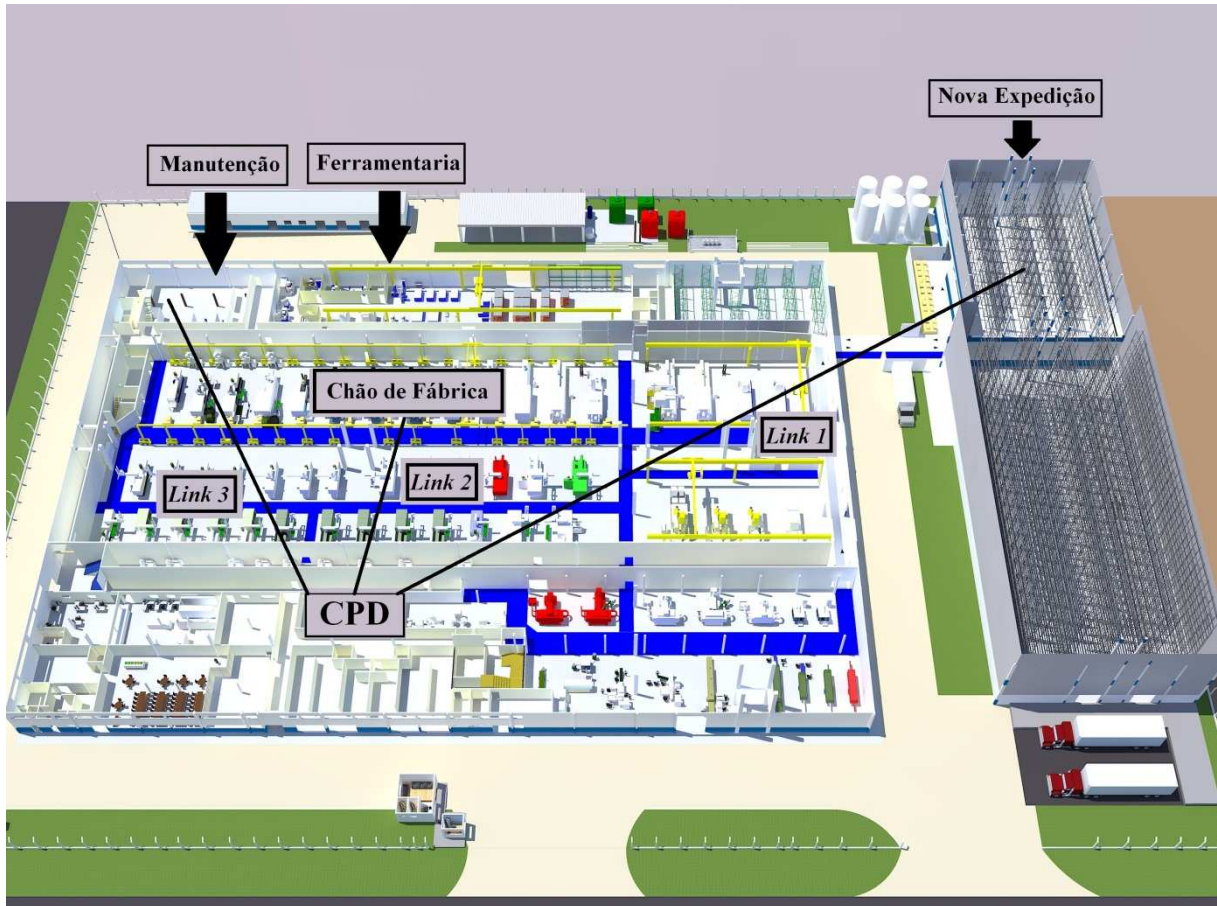 Nova Expedição
Manutenção
Ferramentaria
Chão de Fábrica
Link 1
Link 2
Link 3
CPD